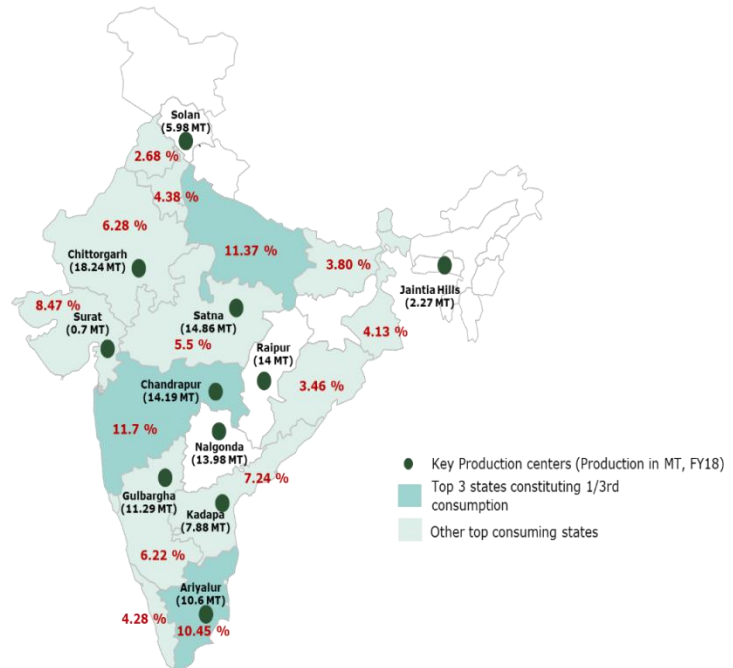 Solan
(5.98 MT)
2.68 %
4.38 %
6.28 %
11.37 %
3.80 %
Chittorgarh
(18.24 MT)
Jaintia Hills
(2.27 MT)
8.47 %
Surat
(0.7 MT)
Satna
(14.86 MT)
4.13 %
5.5 %
Raipur
(14 MT)
Chandrapur
(14.19 MT)
3.46 %
11.7 %
Nalgonda
(13.98 MT)
7.24 %
Gulbargha
(11.29 MT)
Kadapa
(7.88 MT)
6.22 %
Ariyalur
(10.6 MT)
4.28 %
10.45 %
Key Production centers (Production in MT, FY18)
Top 3 states constituting 1/3rd
consumption
Other top consuming states